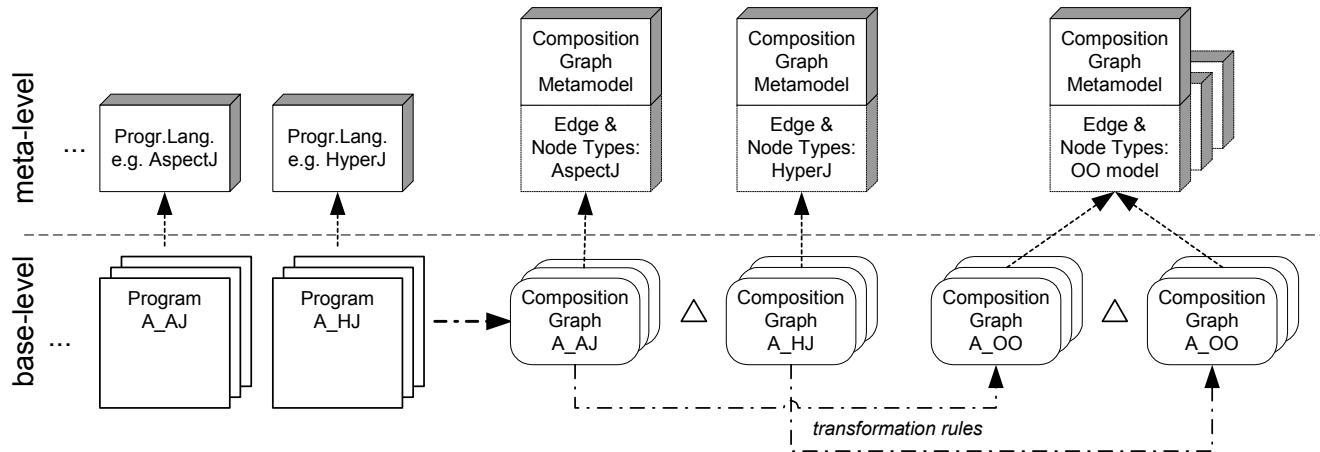 meta-level
...
Progr.Lang.
e.g. AspectJ
Progr.Lang.
e.g. HyperJ
Composition
Graph
Metamodel
Edge &
Node Types:
AspectJ
Composition
Graph
Metamodel
Edge &
Node Types:
HyperJ
Composition
Graph
Metamodel
Edge &
Node Types:
OO model
base-level
...
Program
A_AJ
Program
A_HJ
Composition
Graph
A_AJ
△
Composition
Graph
A_HJ
Composition
Graph
A_OO
△
Composition
Graph
A_OO
transformation rules